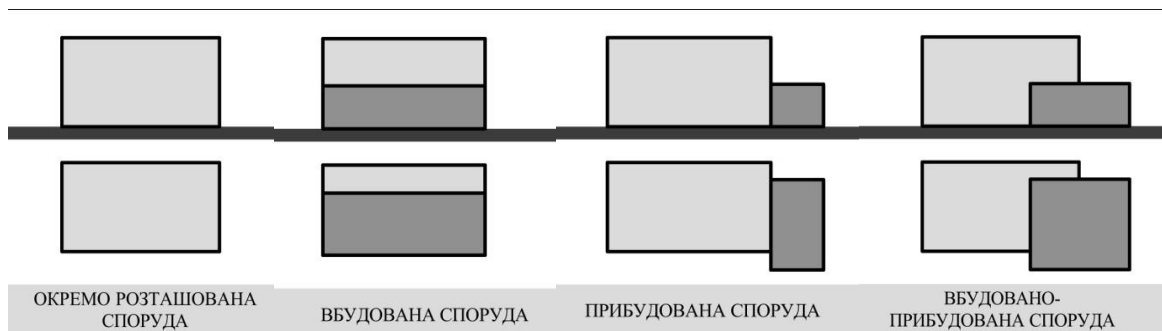 ОКРЕМО РОЗТАШОВАНА
СПОРУДА
ВБУДОВАНА СПОРУДА
ПРИБУДОВАНА СПОРУДА
ВБУДОВАНО-
ПРИБУДОВАНА СПОРУДА